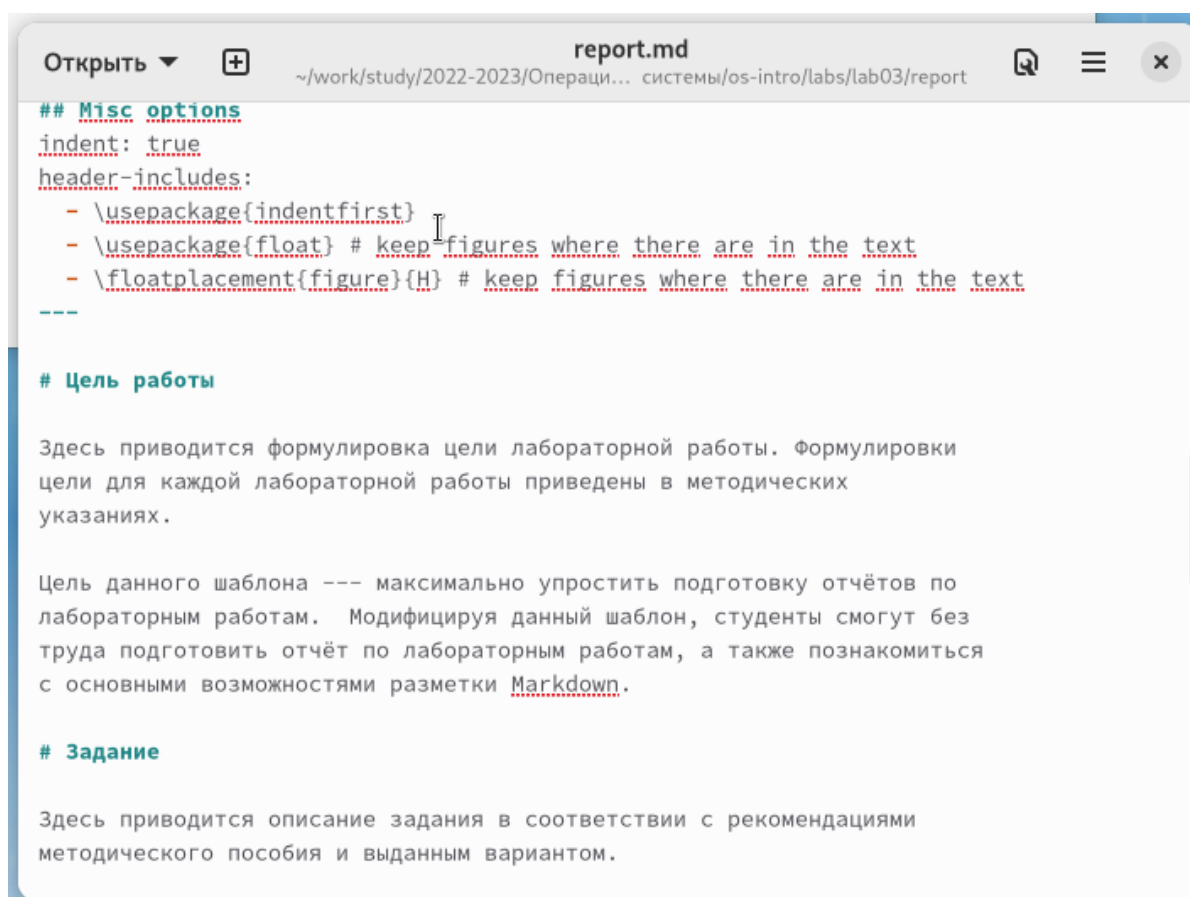 Открыть
report.md
~/work/study/2022-2023/Операци... системы/os-intro/labs/lab03/report
## Misc options
indent: true
header-includes:
- \usepackage{indentfirst}
- \usepackage{float} # keep figures where there are in the text
- \floatplacement{figure}{H} # keep figures where there are in the text
---
# Цель работы
Здесь приводится формулировка цели лабораторной работы. Формулировки
цели для каждой лабораторной работы приведены в методических
указаниях.
Цель данного шаблона --- максимально упростить подготовку отчётов по
лабораторным работам.  Модифицируя данный шаблон, студенты смогут без
труда подготовить отчёт по лабораторным работам, а также познакомиться
с основными возможностями разметки Markdown.
# Задание
Здесь приводится описание задания в соответствии с рекомендациями
методического пособия и выданным вариантом.